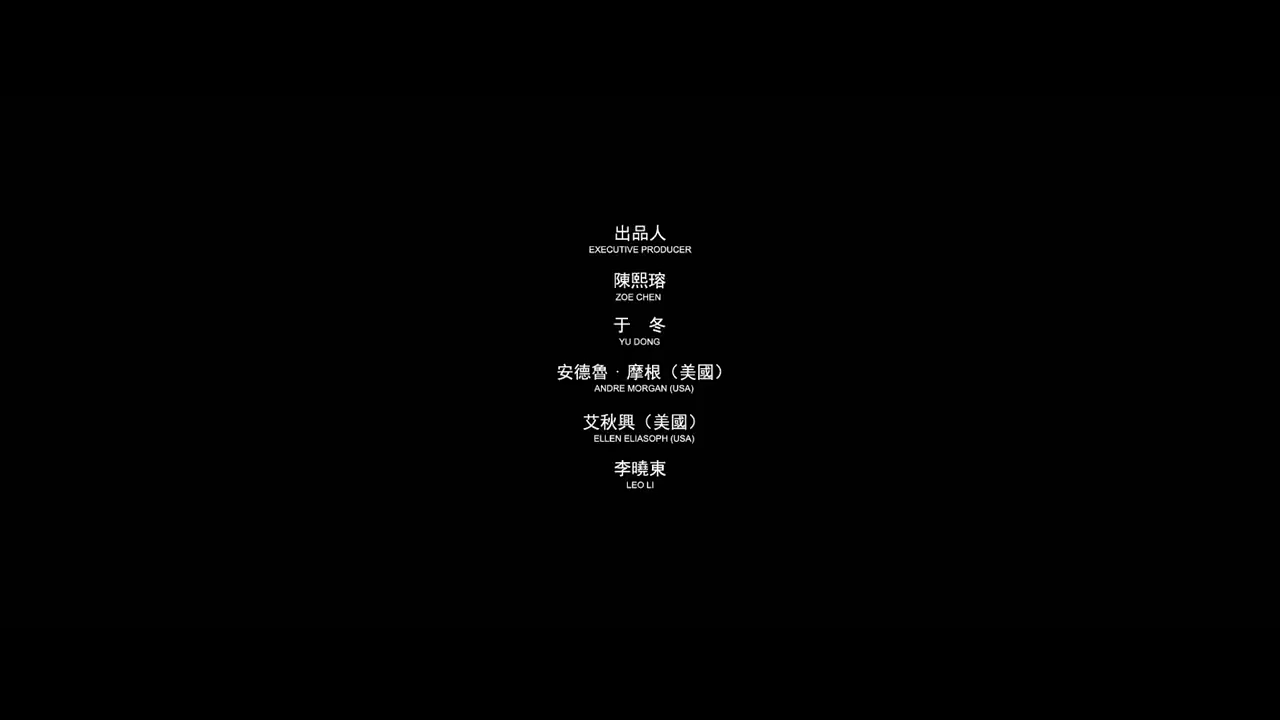 出品人
EXECUTIVE PRODUCER
陳熙瑢
ZOE CHEN
于　冬
YU DONG
安德魯·摩根（美國）
ANDRE MORGAN (USA)
艾秋興（美國）
ELLEN ELIASOPH (USA)
李曉東
LEO LI